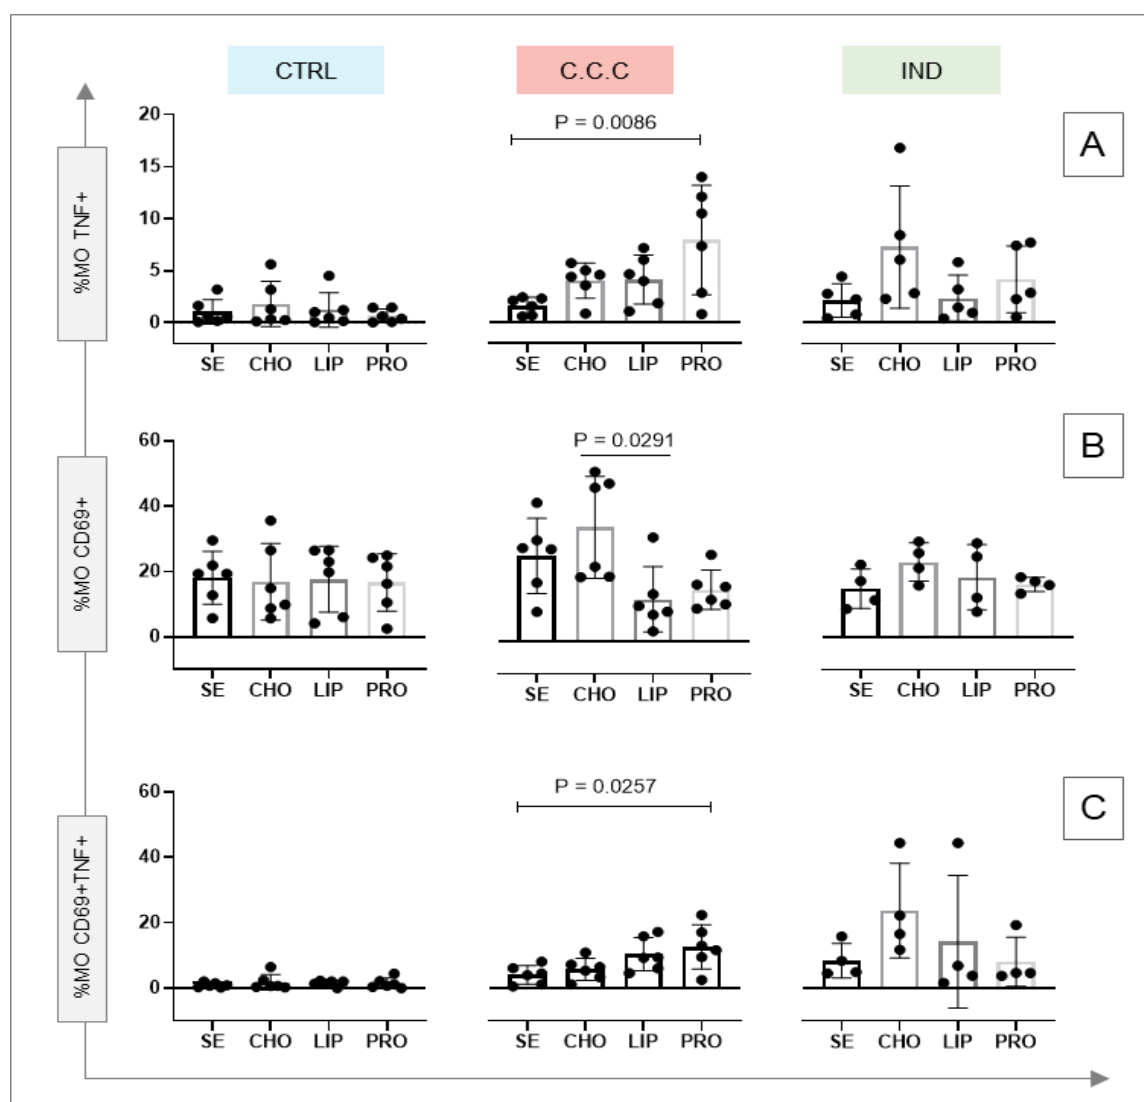 CTRL
C.C.C
IND
A
%MO TNF+
20
15
10
5
0
P = 0.0086
SE CHO LIP PRO
SE CHO LIP PRO
SE CHO LIP PRO
B
%MO CD69+
60
40
20
0
P = 0.0291
SE CHO LIP PRO
SE CHO LIP PRO
SE CHO LIP PRO
C
%MO CD69+TNF+
60
40
20
0
P = 0.0257
SE CHO LIP PRO
SE CHO LIP PRO
SE CHO LIP PRO